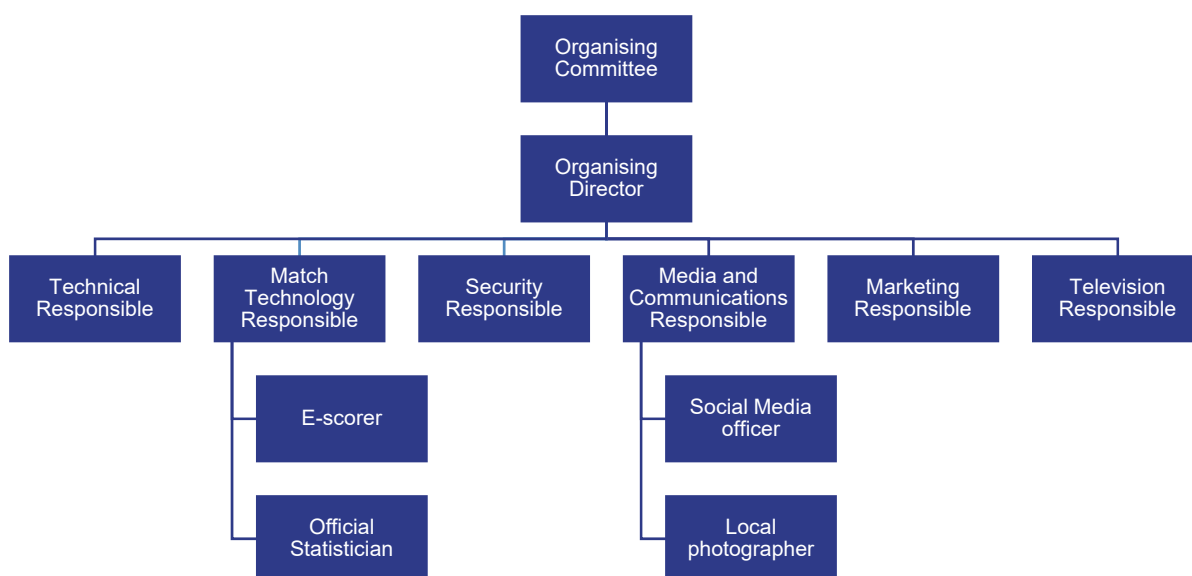 Organising
Committee
Organising
Director
Technical
Responsible
Match
Technology
Responsible
Security
Responsible
Media and
Communications
Responsible
Marketing
Responsible
Television
Responsible
E-scorer
Social Media
officer
Official
Statistician
Local
photographer